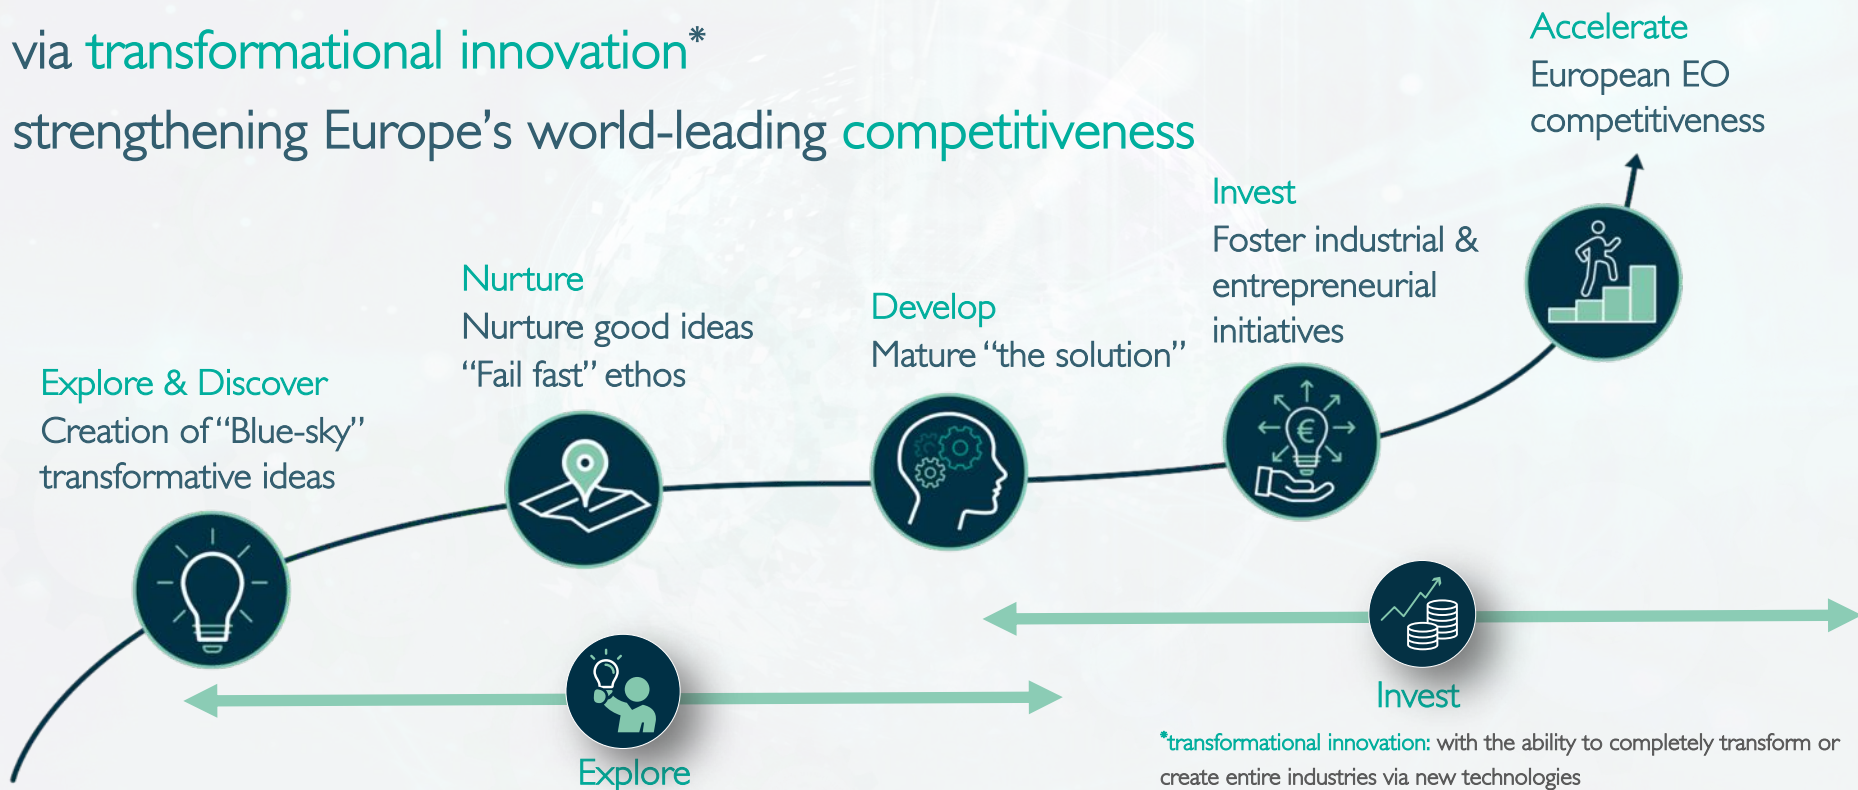 via transformational innovation*
strengthening Europe’s world-leading competitiveness
Explore & Discover
Creation of “Blue-sky”
transformative ideas
Nurture
Nurture good ideas
“Fail fast” ethos
Develop
Mature “the solution”
Invest
Foster industrial &
entrepreneurial
initiatives
Accelerate
European EO
competitiveness
€
Explore
Invest
*transformational innovation: with the ability to completely transform or
create entire industries via new technologies